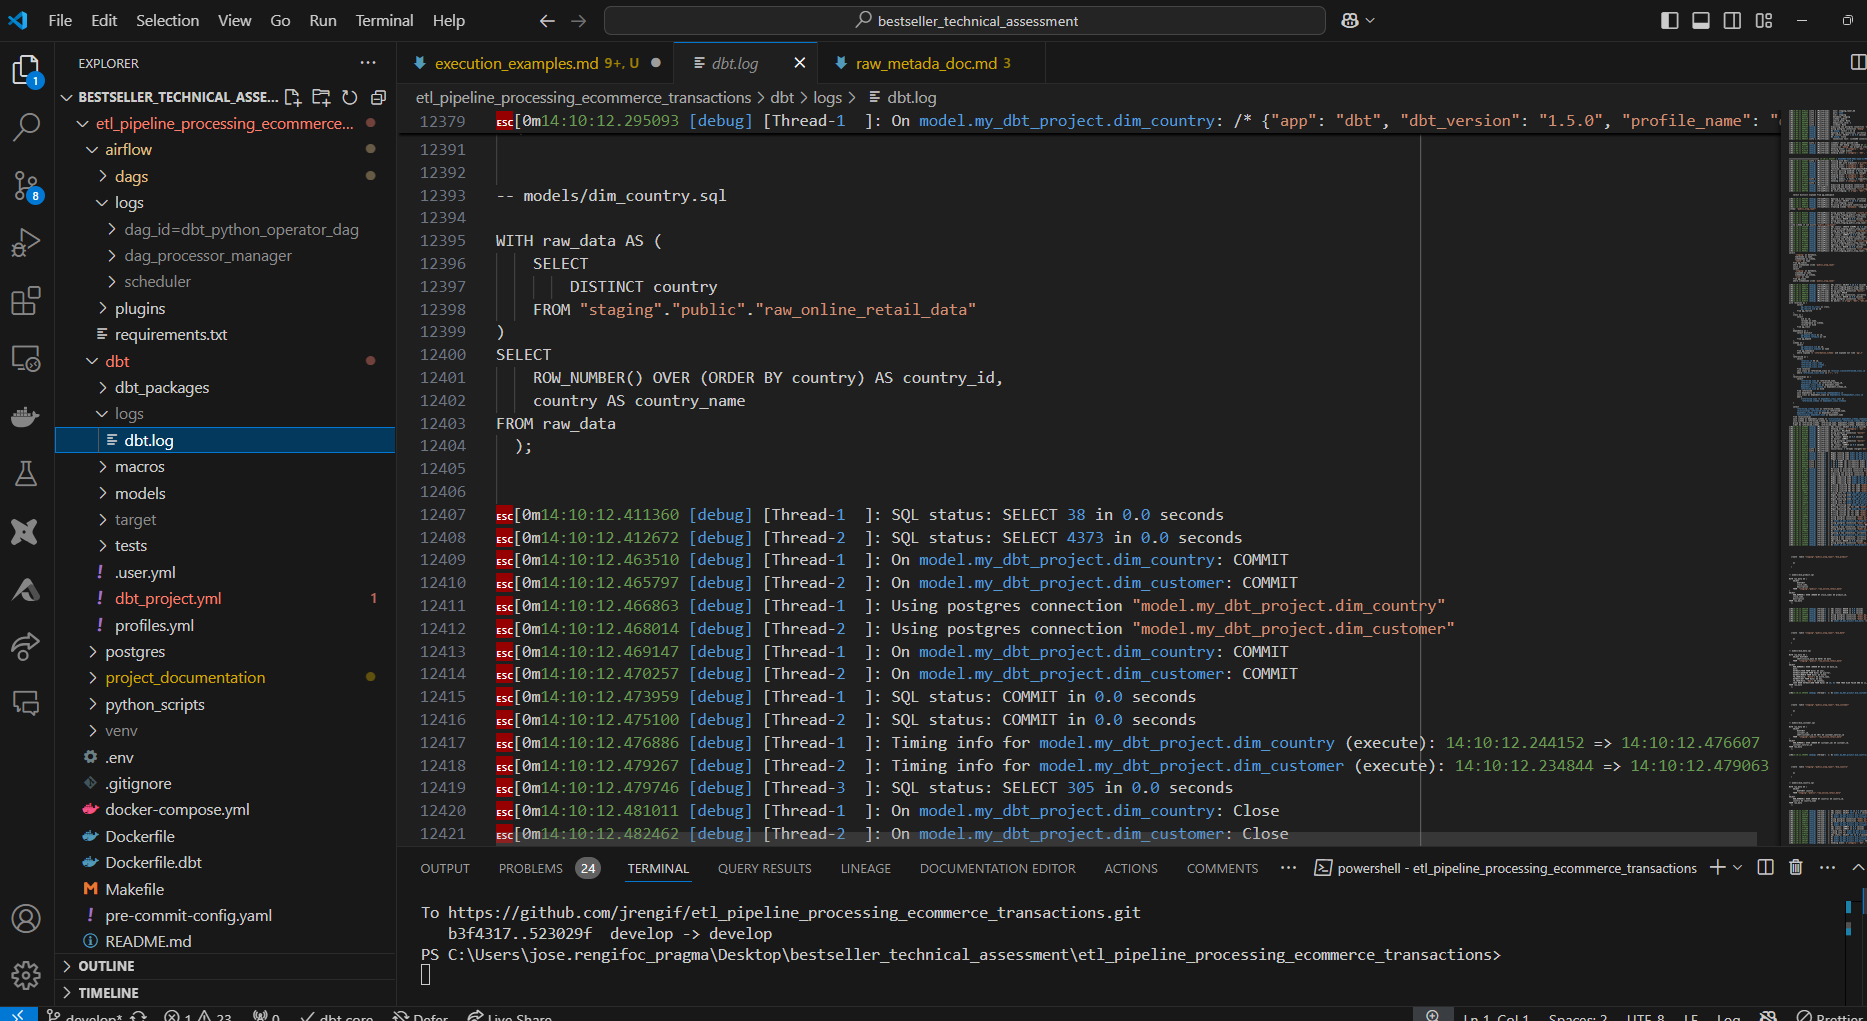 File Edit Selection View Go Run Terminal Help
bestseller_technical_assessment
EXPLORER
BESTSELLER_TECHNICAL_ASSE...
etl_pipeline_processing_ecommerce...
airflow
dags
logs
dag_id=dbt_python_operator_dag
dag_processor_manager
scheduler
plugins
requirements.txt
dbt
dbt_packages
logs
dbt.log
macros
models
target
tests
.user.yml
dbt_project.yml 1
profiles.yml
postgres
project_documentation
python_scripts
venv
.env
.gitignore
docker-compose.yml
Dockerfile
Dockerfile.dbt
Makefile
pre-commit-config.yaml
README.md
OUTLINE
TIMELINE
1
8
execution_examples.md 9+, U
dbt.log
raw_metada_doc.md 3
etl_pipeline_processing_ecommerce_transactions > dbt > logs > dbt.log
12379 ESC[0m14:10:12.295093 [debug] [Thread-1  ]: On model.my_dbt_project.dim_country: /* {"app": "dbt", "dbt_version": "1.5.0", "profile_name": "
12391
12392
12393 -- models/dim_country.sql
12394
12395 WITH raw_data AS (
12396 SELECT
12397 DISTINCT country
12398 FROM "staging"."public"."raw_online_retail_data"
12399 )
12400 SELECT
12401 ROW_NUMBER() OVER (ORDER BY country) AS country_id,
12402 country AS country_name
12403 FROM raw_data
12404 );
12405
12406
12407 ESC[0m14:10:12.411360 [debug] [Thread-1  ]: SQL status: SELECT 38 in 0.0 seconds
12408 ESC[0m14:10:12.412672 [debug] [Thread-2  ]: SQL status: SELECT 4373 in 0.0 seconds
12409 ESC[0m14:10:12.463510 [debug] [Thread-1  ]: On model.my_dbt_project.dim_country: COMMIT
12410 ESC[0m14:10:12.465797 [debug] [Thread-2  ]: On model.my_dbt_project.dim_customer: COMMIT
12411 ESC[0m14:10:12.466863 [debug] [Thread-1  ]: Using postgres connection "model.my_dbt_project.dim_country"
12412 ESC[0m14:10:12.468014 [debug] [Thread-2  ]: Using postgres connection "model.my_dbt_project.dim_customer"
12413 ESC[0m14:10:12.469147 [debug] [Thread-1  ]: On model.my_dbt_project.dim_country: COMMIT
12414 ESC[0m14:10:12.470257 [debug] [Thread-2  ]: On model.my_dbt_project.dim_customer: COMMIT
12415 ESC[0m14:10:12.473959 [debug] [Thread-1  ]: SQL status: COMMIT in 0.0 seconds
12416 ESC[0m14:10:12.475100 [debug] [Thread-2  ]: SQL status: COMMIT in 0.0 seconds
12417 ESC[0m14:10:12.476886 [debug] [Thread-1  ]: Timing info for model.my_dbt_project.dim_country (execute): 14:10:12.244152 => 14:10:12.476607
12418 ESC[0m14:10:12.479267 [debug] [Thread-2  ]: Timing info for model.my_dbt_project.dim_customer (execute): 14:10:12.234844 => 14:10:12.479063
12419 ESC[0m14:10:12.479746 [debug] [Thread-3  ]: SQL status: SELECT 305 in 0.0 seconds
12420 ESC[0m14:10:12.481011 [debug] [Thread-1  ]: On model.my_dbt_project.dim_country: Close
12421 ESC[0m14:10:12.482462 [debug] [Thread-2  ]: On model.my_dbt_project.dim_customer: Close
OUTPUT PROBLEMS 24 TERMINAL QUERY RESULTS LINEAGE DOCUMENTATION EDITOR ACTIONS COMMENTS ... powershell - etl_pipeline_processing_ecommerce_transactions
To https://github.com/jrengif/etl_pipeline_processing_ecommerce_transactions.git
b3f4317..523029f  develop -> develop
PS C:\Users\jose.rengifoc_pragma\Desktop\bestseller_technical_assessment\etl_pipeline_processing_ecommerce_transactions>
develop* 1 23 0 dbt core Defer Live Share Ln 1, Col 1 Spaces: 2 UTF-8 LF Log Prettier